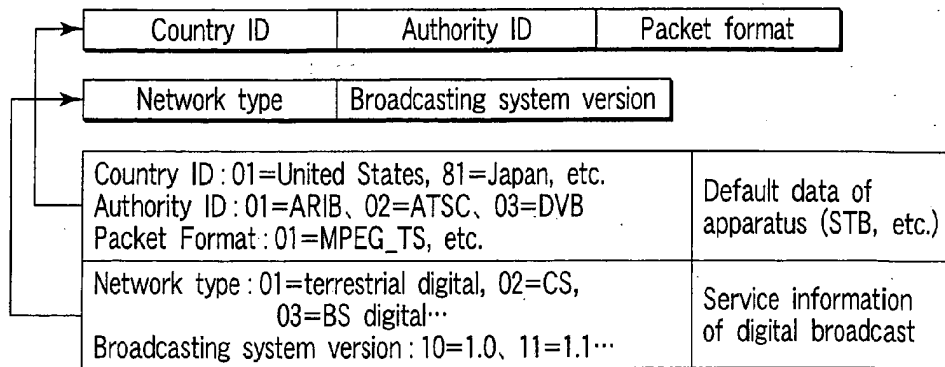 Country ID Authority ID Packet format
Network type Broadcasting system version
Country ID : 01=United States, 81=Japan, etc.
Authority ID : 01=ARIB、02=ATSC、03=DVB
Packet Format : 01=MPEG_TS, etc.
Default data of
apparatus (STB, etc.)
Network type : 01=terrestrial digital, 02=CS,
03=BS digital···
Broadcasting system version : 10=1.0、11=1.1···
Service information
of digital broadcast